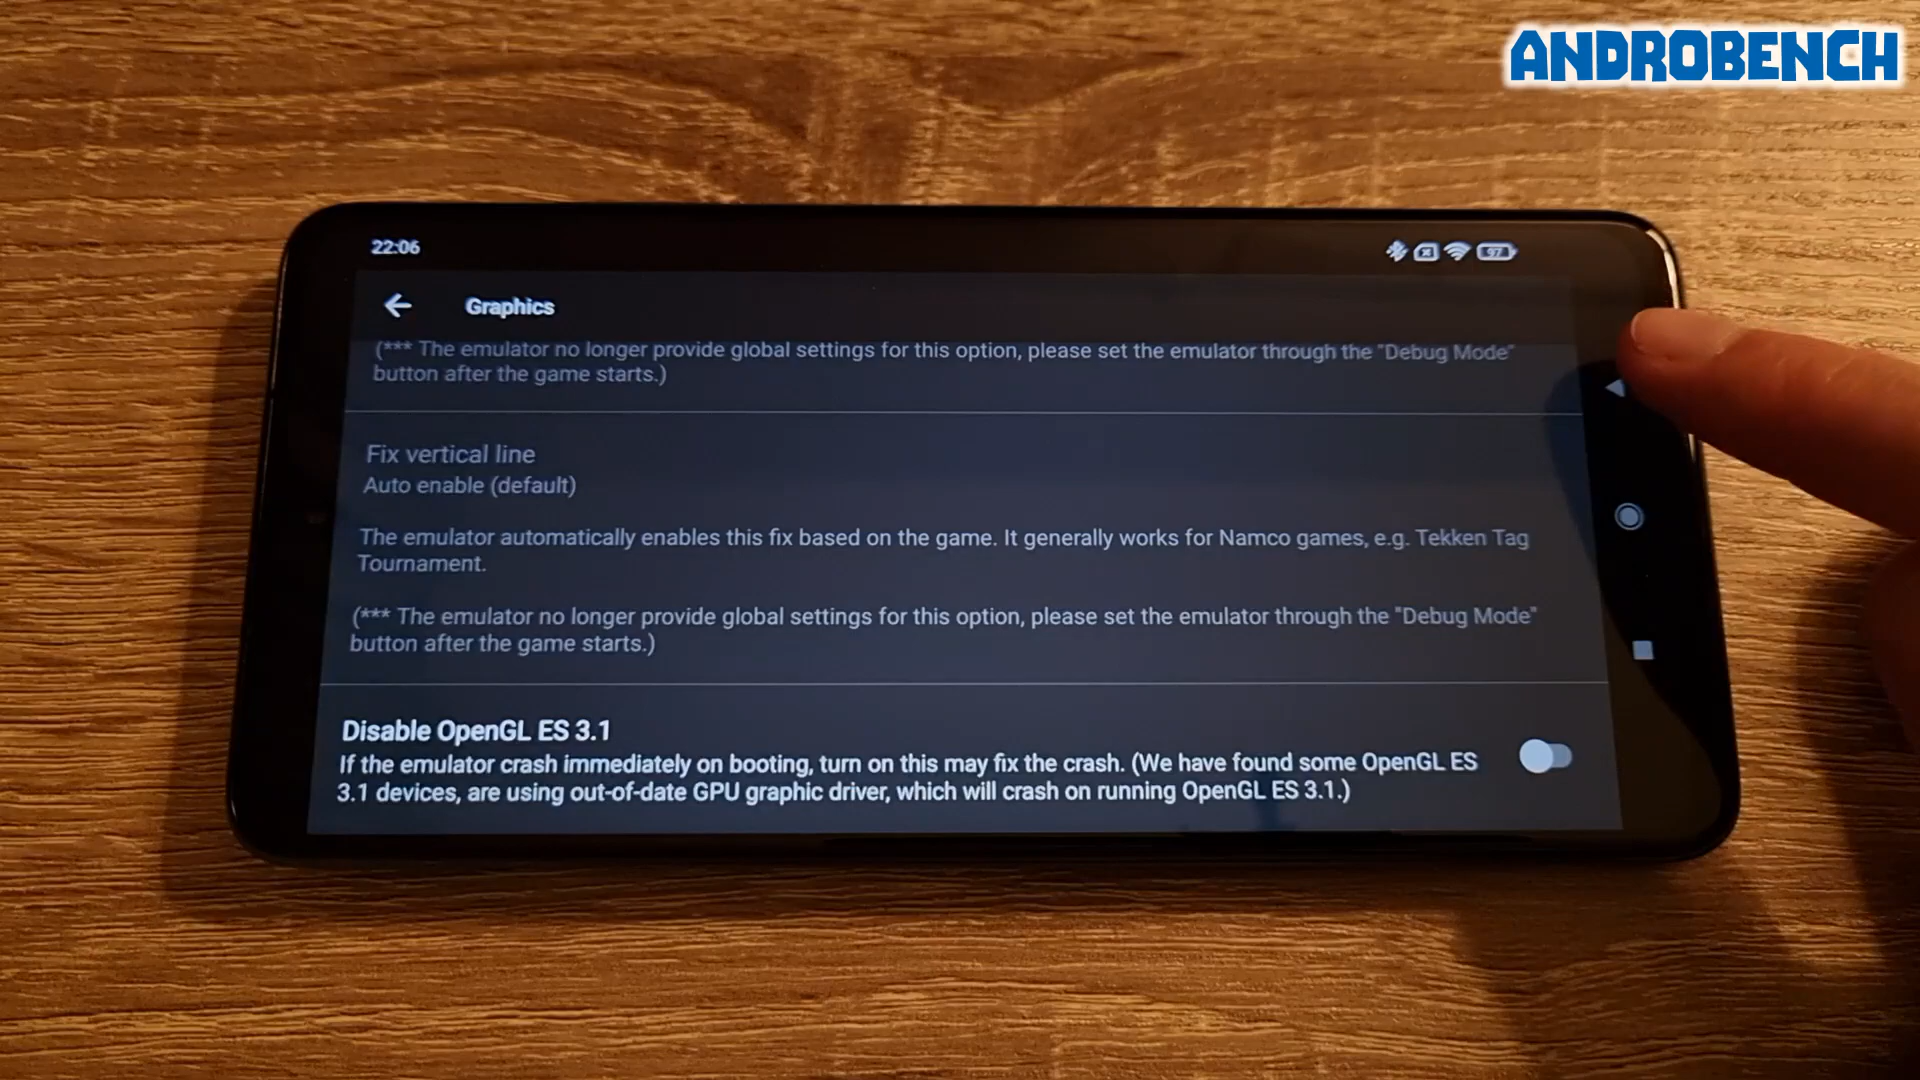 ANDROBENCH
22:06
97
Graphics
(*** The emulator no longer provide global settings for this option, please set the emulator through the "Debug Mode"
button after the game starts.)
Fix vertical line
Auto enable (default)
The emulator automatically enables this fix based on the game. It generally works for Namco games, e.g. Tekken Tag
Tournament.
(*** The emulator no longer provide global settings for this option, please set the emulator through the "Debug Mode"
button after the game starts.)
Disable OpenGL ES 3.1
If the emulator crash immediately on booting, turn on this may fix the crash. (We have found some OpenGL ES
3.1 devices, are using out-of-date GPU graphic driver, which will crash on running OpenGL ES 3.1.)